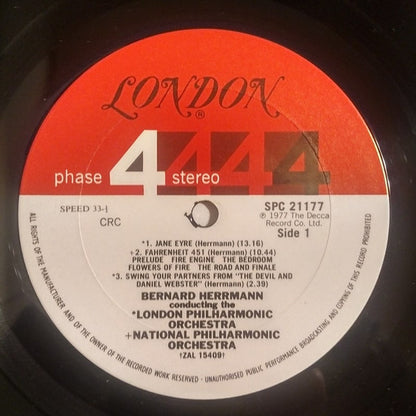 LONDON
®
phase 4 stereo
444
SPEED 33-⅓
CRC
SPC 21177
℗ 1977 The Decca
Record Co. Ltd.
Side 1
*1. JANE EYRE (Herrmann) (13.16)
+2. FAHRENHEIT 451 (Herrmann) (10.44)
PRELUDE FIRE ENGINE THE BEDROOM
FLOWERS OF FIRE THE ROAD AND FINALE
*3. SWING YOUR PARTNERS FROM "THE DEVIL AND
DANIEL WEBSTER" (Herrmann) (2.39)
BERNARD HERRMANN
conducting the
*LONDON PHILHARMONIC
ORCHESTRA
+NATIONAL PHILHARMONIC
ORCHESTRA
†ZAL 15409†
ALL RIGHTS OF THE MANUFACTURER AND OF THE OWNER OF THE RECORDED WORK RESERVED · UNAUTHORISED PUBLIC PERFORMANCE BROADCASTING AND COPYING OF THIS RECORD PROHIBITED